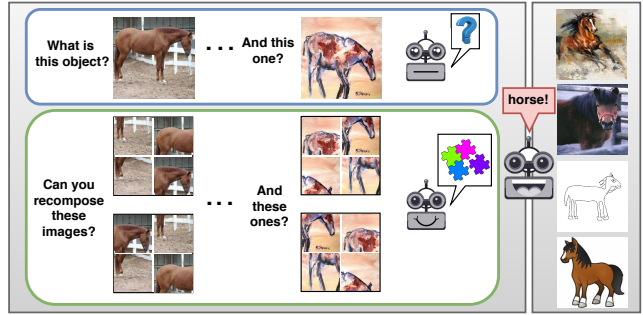 What is
this object?
. . .
And this
one?
?
horse!
Can you
recompose
these
images?
. . .
And
these
ones?